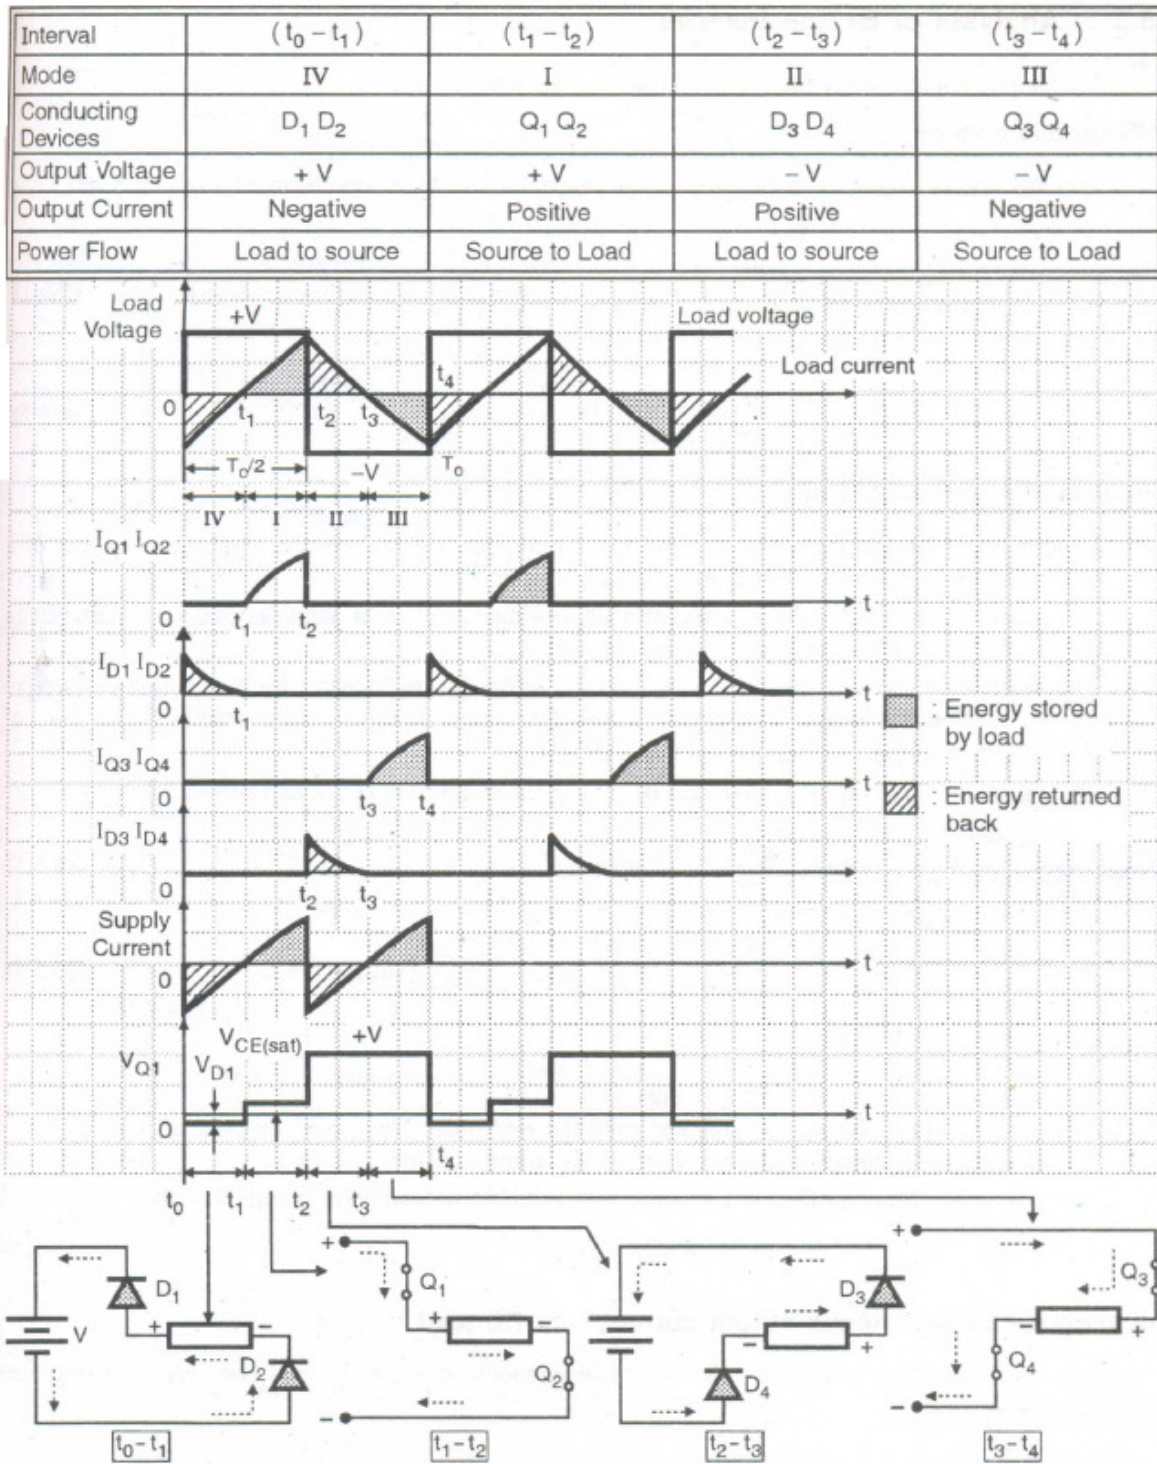 Interval (t0 – t1) (t1 – t2) (t2 – t3) (t3 – t4)
Mode IV I II III
Conducting Devices D1 D2 Q1 Q2 D3 D4 Q3 Q4
Output Voltage + V + V – V – V
Output Current Negative Positive Positive Negative
Power Flow Load to source Source to Load Load to source Source to Load
Load Voltage
+V
Load voltage
Load current
0
t1
t2
t3
t4
To/2
–V
To
IV I II III
IQ1 IQ2
0
t1
t2
t
ID1 ID2
0
t1
t
: Energy stored
by load
IQ3 IQ4
0
t3
t4
: Energy returned
back
ID3 ID4
0
t2
t3
Supply
Current
0
t
VQ1
VD1
VCE(sat)
+V
0
t
t4
t0 t1 t2 t3
V
D1
+ –
D2
t0 – t1
+
Q1
+ –
Q2
–
t1 – t2
D3
– +
D4
t2 – t3
+
Q3
– +
Q4
–
t3 – t4